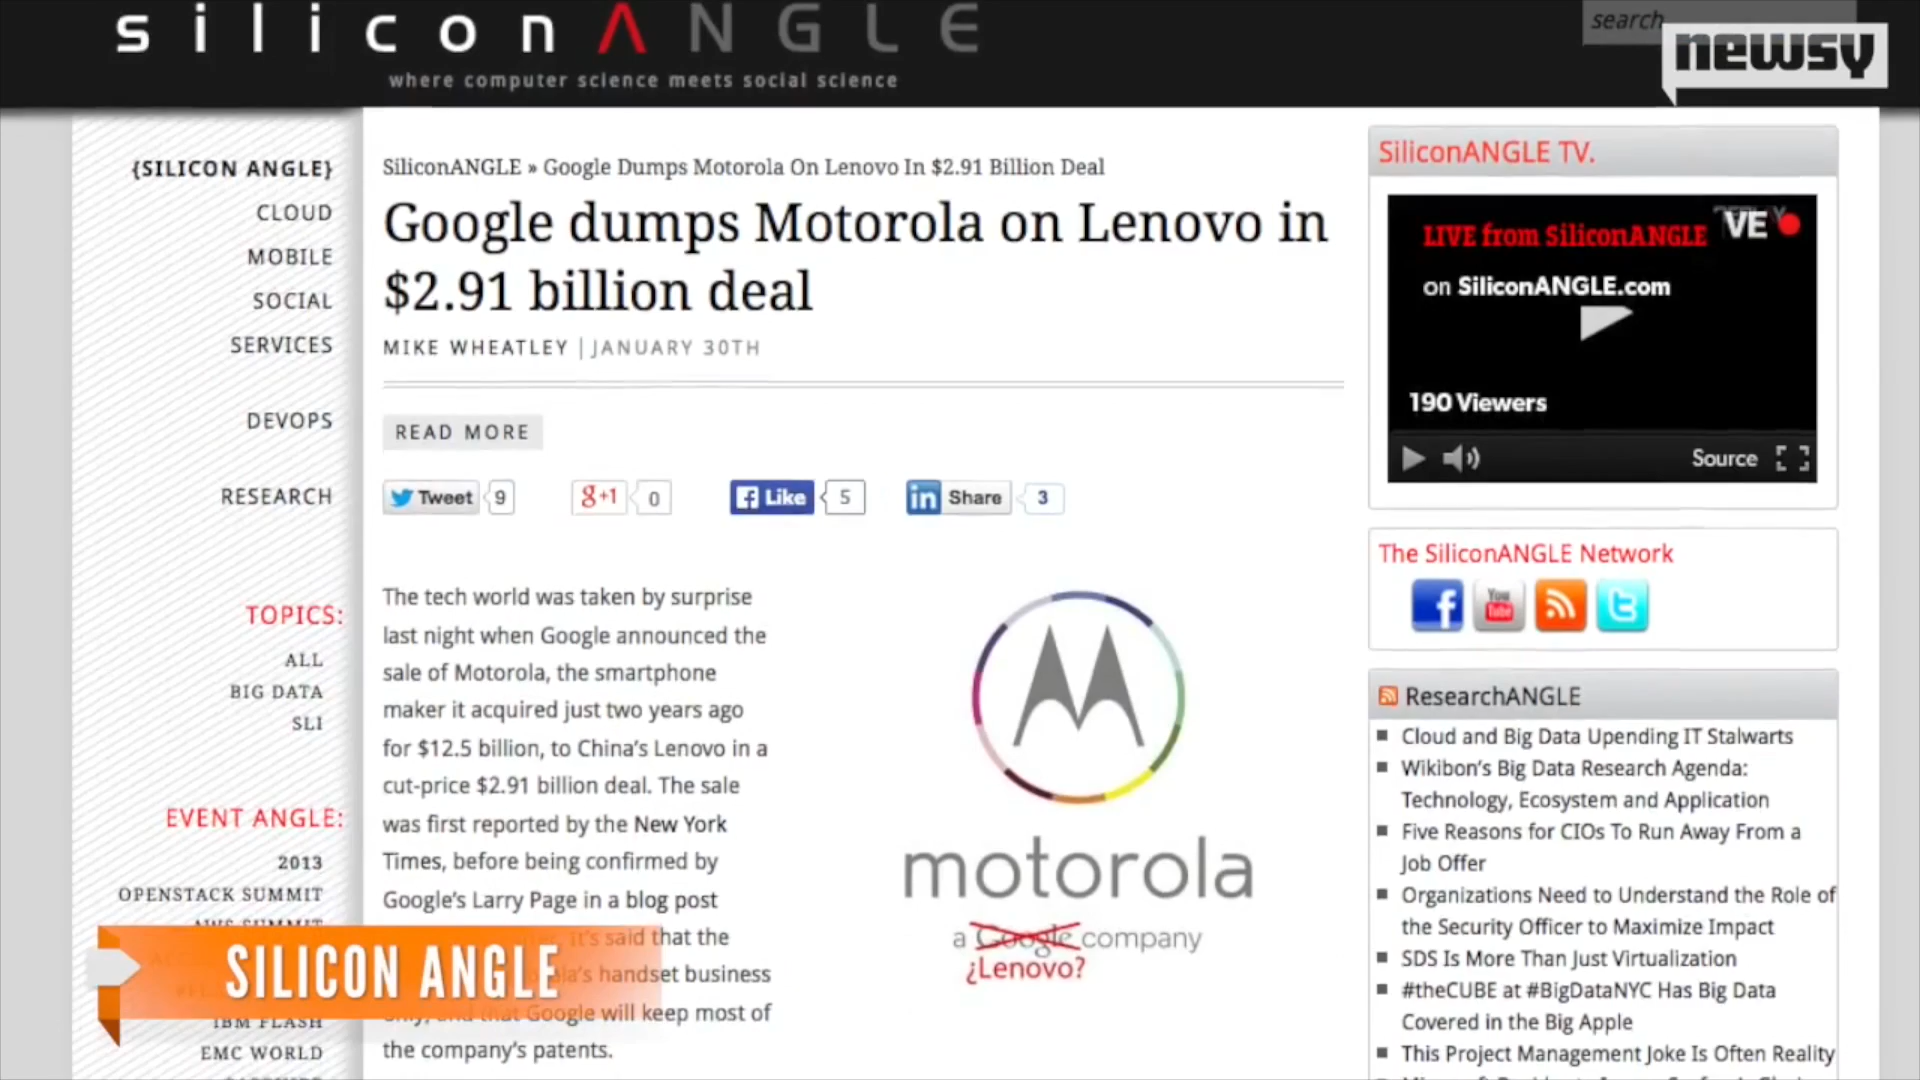 siliconANGLE
where computer science meets social science
search
newsy
{SILICON ANGLE}
CLOUD
MOBILE
SOCIAL
SERVICES
DEVOPS
RESEARCH
TOPICS:
ALL
BIG DATA
SLI
EVENT ANGLE:
2013
OPENSTACK SUMMIT
AWS SUMMIT
IBM FLASH
EMC WORLD
SiliconANGLE » Google Dumps Motorola On Lenovo In $2.91 Billion Deal
Google dumps Motorola on Lenovo in
$2.91 billion deal
MIKE WHEATLEY | JANUARY 30TH
READ MORE
Tweet 9 g+1 0 Like 5 in Share 3
The tech world was taken by surprise
last night when Google announced the
sale of Motorola, the smartphone
maker it acquired just two years ago
for $12.5 billion, to China's Lenovo in a
cut-price $2.91 billion deal. The sale
was first reported by the New York
Times, before being confirmed by
Google's Larry Page in a blog post
it's said that the
handset business
only, and that Google will keep most of
the company's patents.
motorola
a Google company
¿Lenovo?
SILICON ANGLE
SiliconANGLE TV.
LIVE from SiliconANGLE
VE
on SiliconANGLE.com
190 Viewers
Source
The SiliconANGLE Network
You
Tube
ResearchANGLE
Cloud and Big Data Upending IT Stalwarts
Wikibon's Big Data Research Agenda:
Technology, Ecosystem and Application
Five Reasons for CIOs To Run Away From a
Job Offer
Organizations Need to Understand the Role of
the Security Officer to Maximize Impact
SDS Is More Than Just Virtualization
#theCUBE at #BigDataNYC Has Big Data
Covered in the Big Apple
This Project Management Joke Is Often Reality